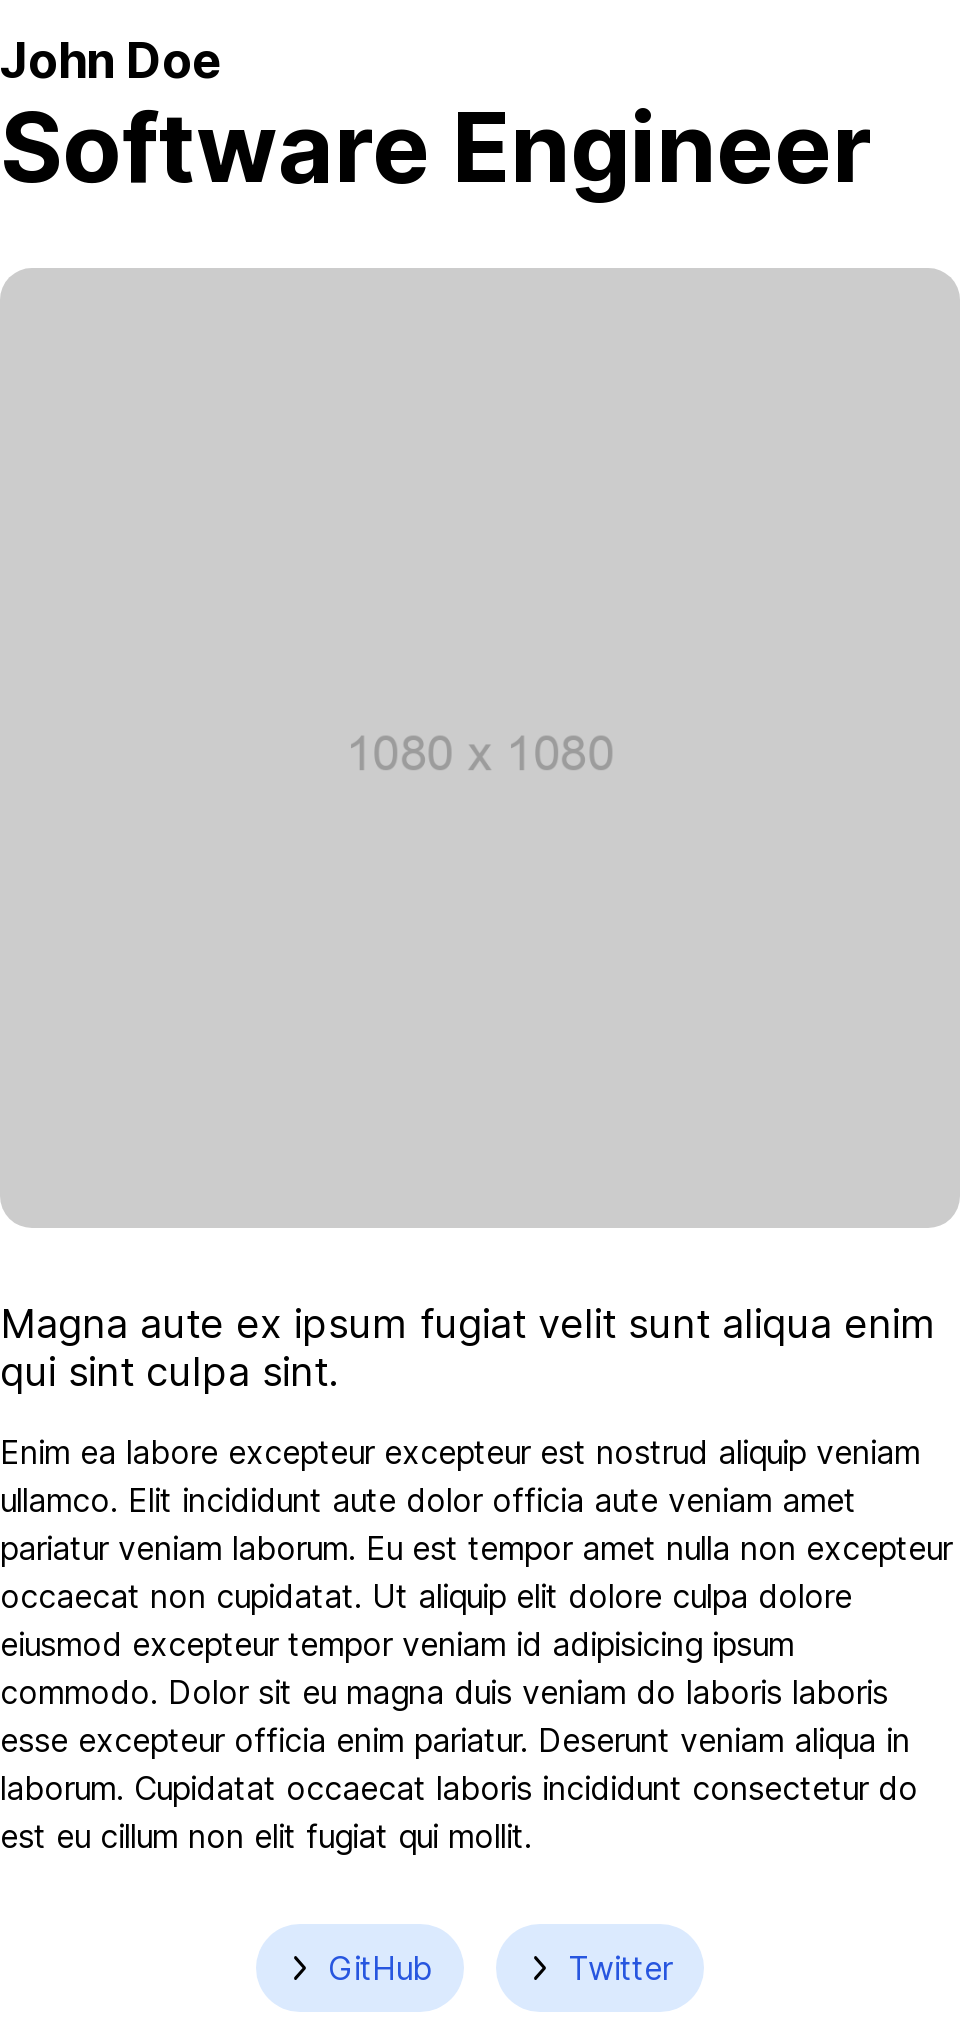 John Doe
Software Engineer
1080 x 1080
Magna aute ex ipsum fugiat velit sunt aliqua enim
qui sint culpa sint.
Enim ea labore excepteur excepteur est nostrud aliquip veniam
ullamco. Elit incididunt aute dolor officia aute veniam amet
pariatur veniam laborum. Eu est tempor amet nulla non excepteur
occaecat non cupidatat. Ut aliquip elit dolore culpa dolore
eiusmod excepteur tempor veniam id adipisicing ipsum
commodo. Dolor sit eu magna duis veniam do laboris laboris
esse excepteur officia enim pariatur. Deserunt veniam aliqua in
laborum. Cupidatat occaecat laboris incididunt consectetur do
est eu cillum non elit fugiat qui mollit.
GitHub
Twitter